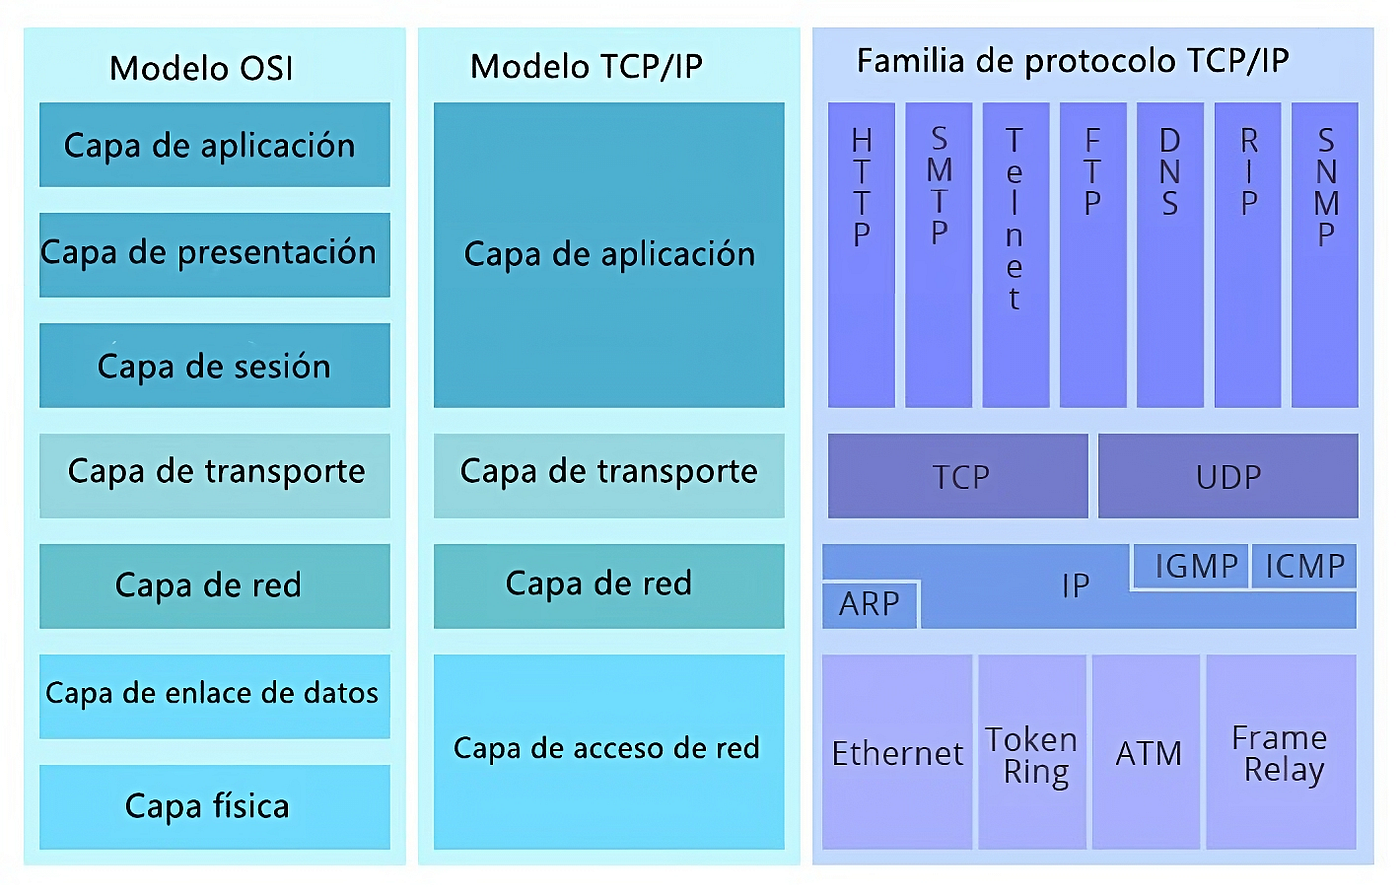 Modelo OSI
Capa de aplicación
Capa de presentación
Capa de sesión
Capa de transporte
Capa de red
Capa de enlace de datos
Capa física
Modelo TCP/IP
Capa de aplicación
Capa de transporte
Capa de red
Capa de acceso de red
Familia de protocolo TCP/IP
HTTP
SMTP
Telnet
FTP
DNS
RIP
SNMP
TCP
UDP
IP
IGMP
ICMP
ARP
Ethernet
Token
Ring
ATM
Frame
Relay